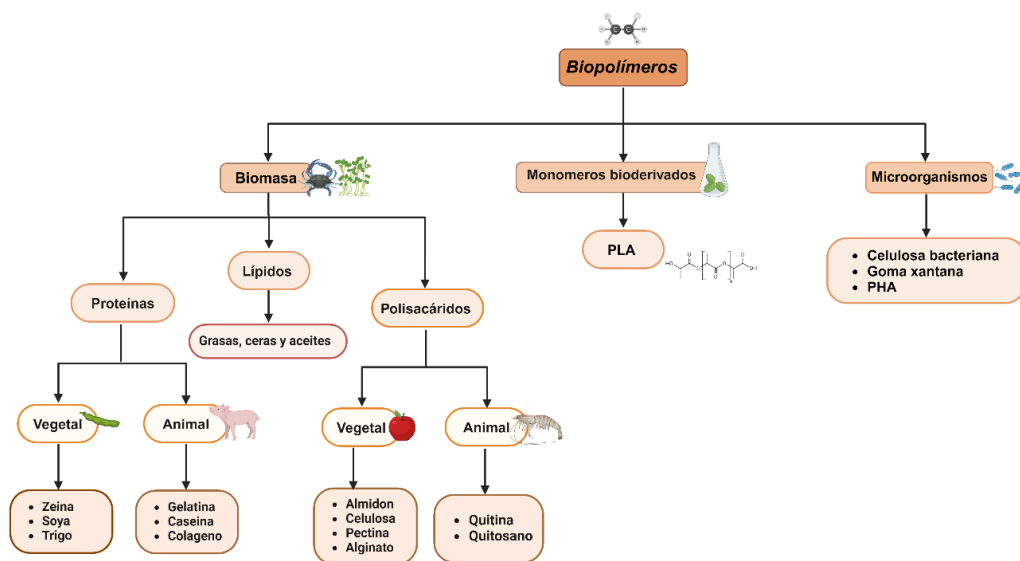 Biopolímeros
Biomasa
Monomeros bioderivados
Microorganismos
PLA
Celulosa bacteriana
Goma xantana
PHA
Proteinas
Lípidos
Polisacáridos
Grasas, ceras y aceites
Vegetal
Animal
Vegetal
Animal
Zeina
Soya
Trigo
Gelatina
Caseina
Colageno
Almidon
Celulosa
Pectina
Alginato
Quitina
Quitosano